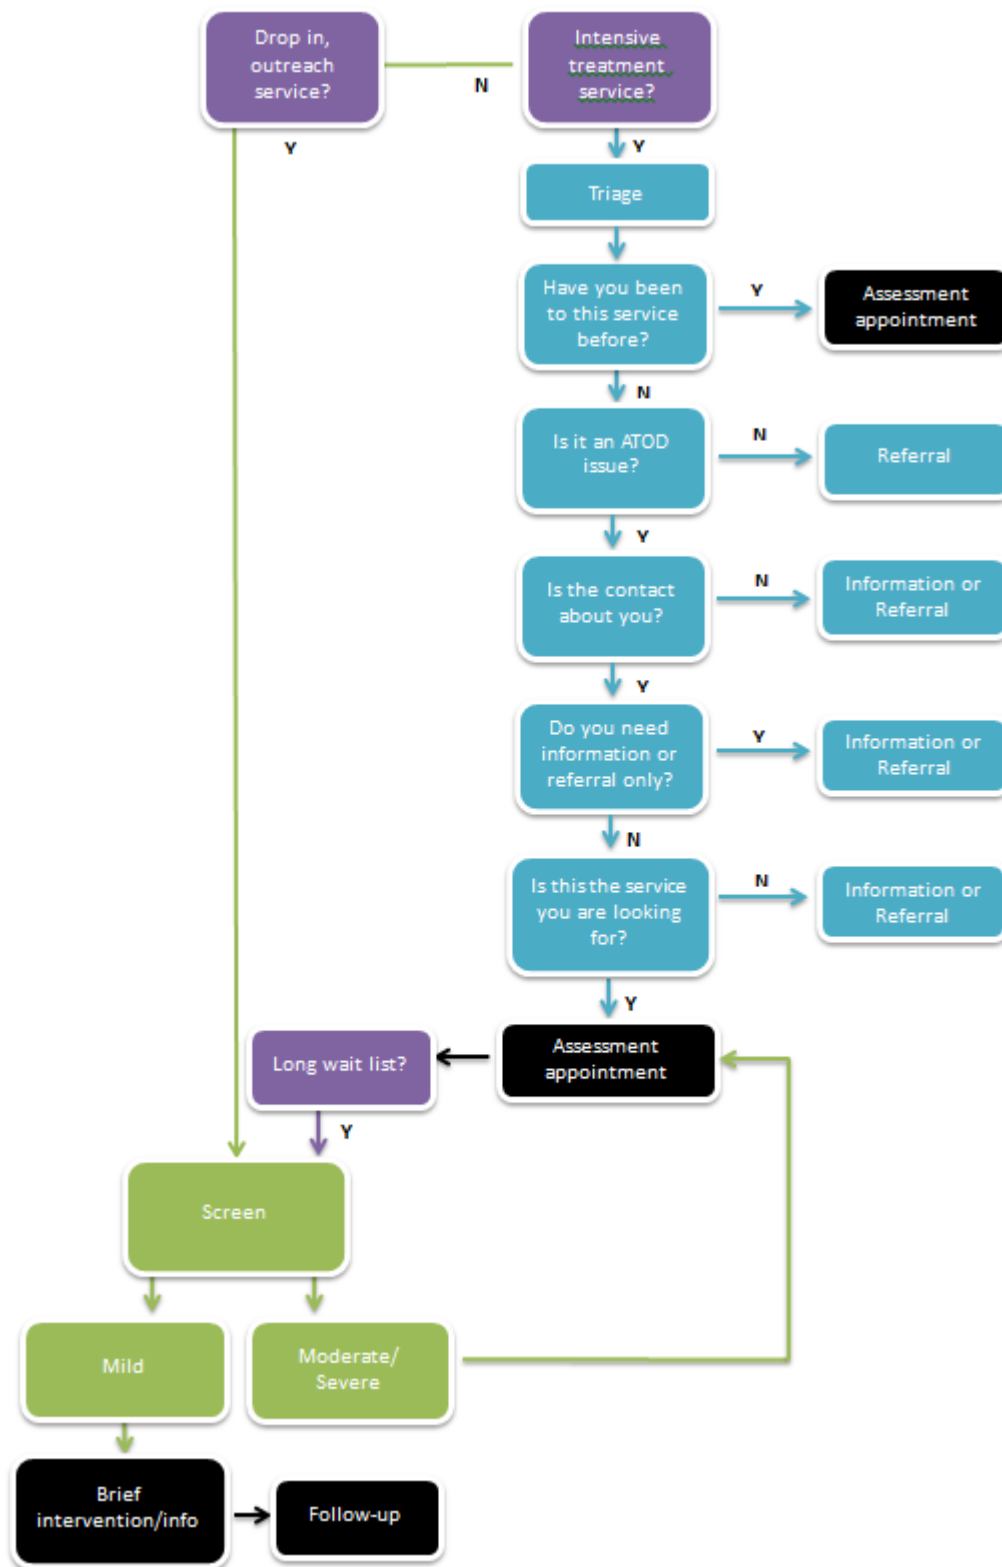 Drop in,
outreach
service?
N
Intensive
treatment
service?
Y
Y
Triage
Have you been
to this service
before?
Y
Assessment
appointment
N
Is it an ATOD
issue?
N
Referral
Y
Is the contact
about you?
N
Information or
Referral
Y
Do you need
information or
referral only?
Y
Information or
Referral
N
Is this the service
you are looking
for?
N
Information or
Referral
Y
Assessment
appointment
Long wait list?
Y
Screen
Mild
Moderate/
Severe
Brief
intervention/info
Follow-up